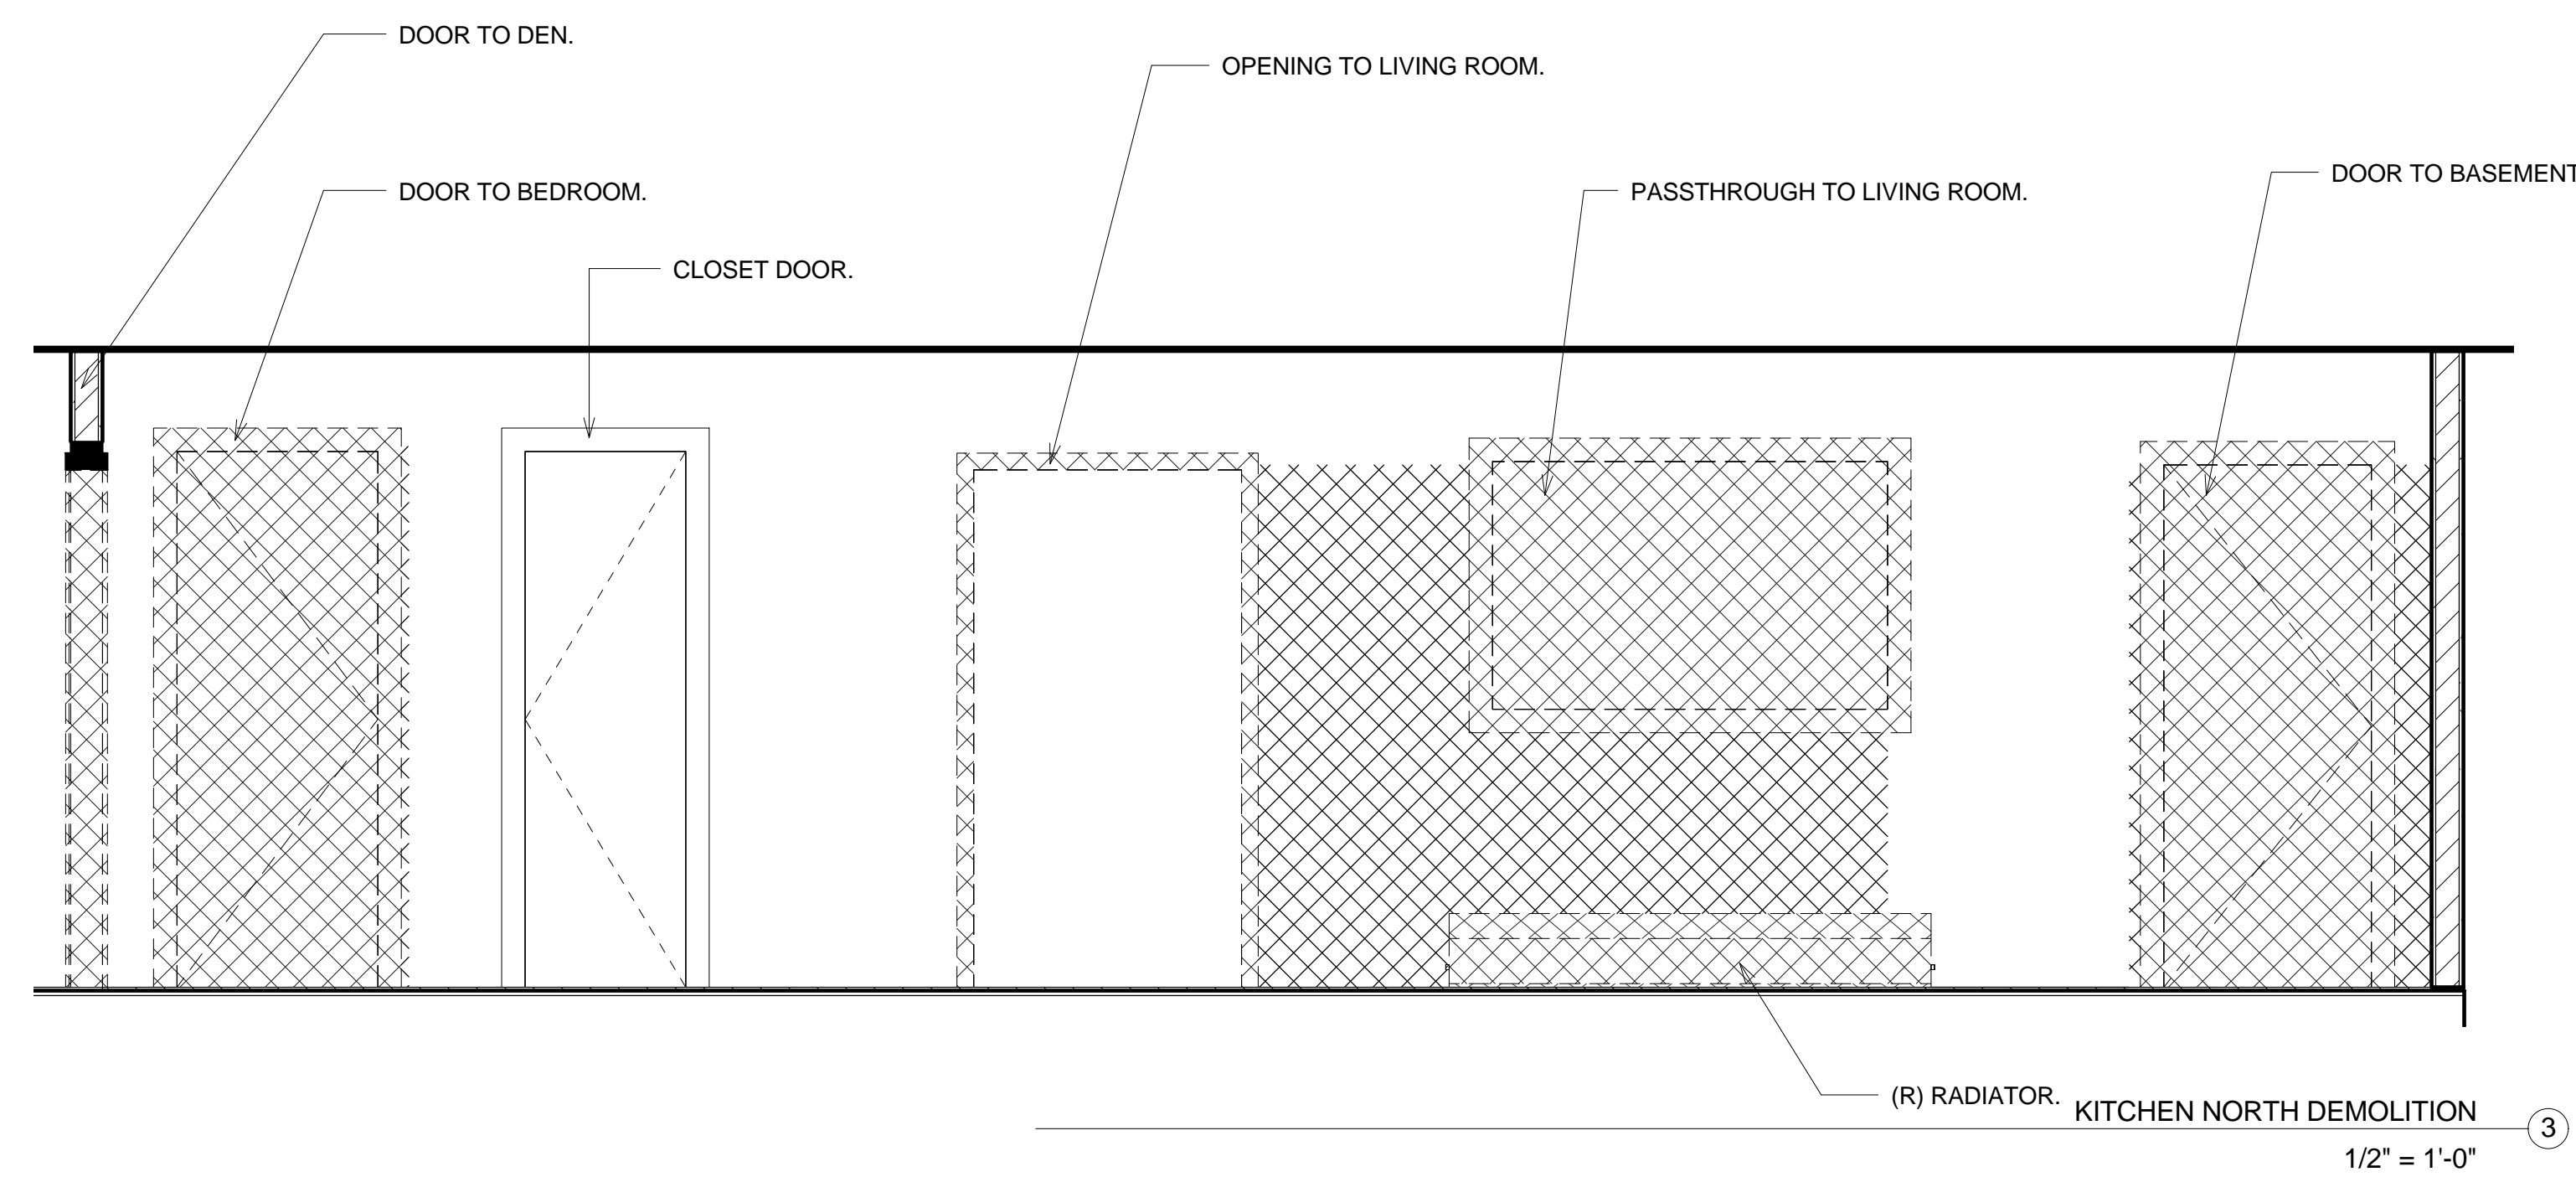 DOOR TO DEN.
OPENING TO LIVING ROOM.
DOOR TO BEDROOM.
PASSTHROUGH TO LIVING ROOM.
DOOR TO BASEMENT
CLOSET DOOR.
(R) RADIATOR.
KITCHEN NORTH DEMOLITION
3
1/2" = 1'-0"